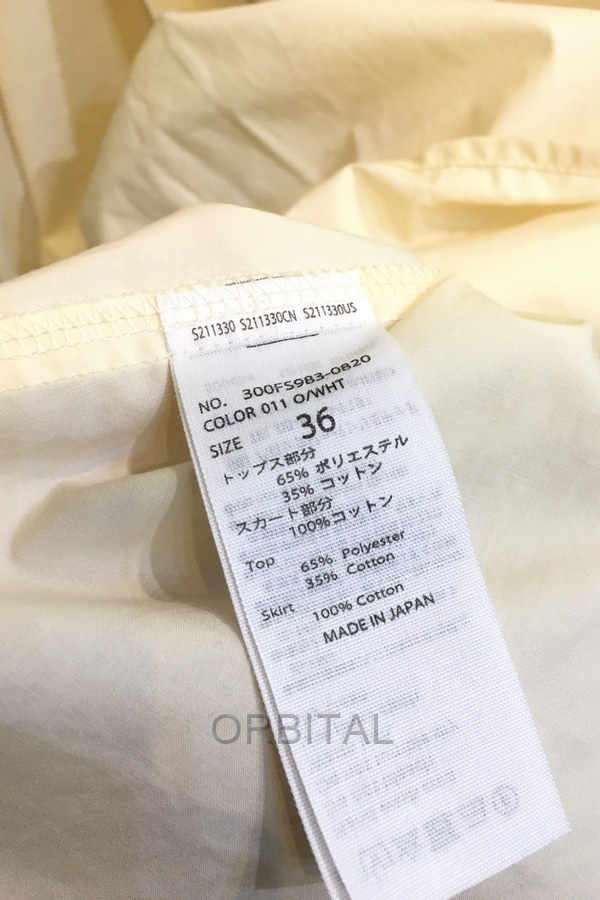 S211330 S211330CN S211330US
NO. 300FS983-0820
COLOR 011 O/WHT
SIZE 36
トップス部分
65% ポリエステル
35% コットン
スカート部分
100%コットン
Top 65% Polyester
35% Cotton
Skirt 100% Cotton
MADE IN JAPAN
ORBITAL